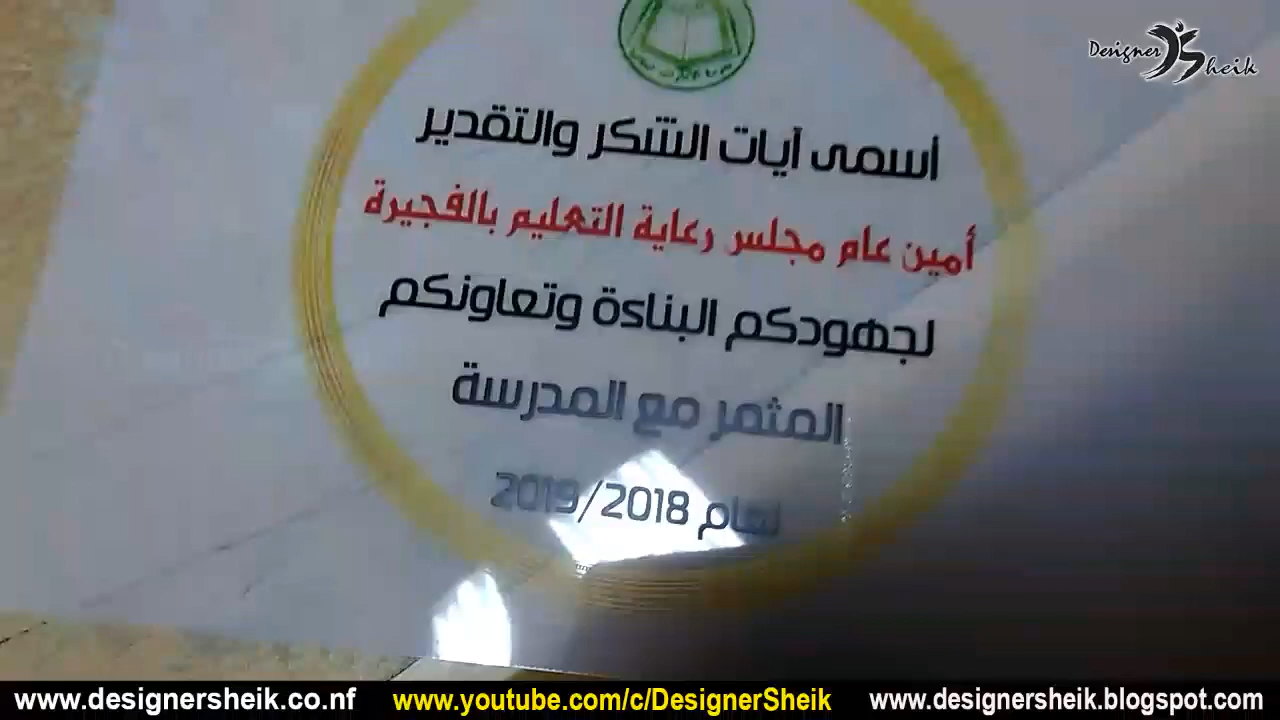 Designer Sheik
أسمى آيات الشكر والتقدير
أمين عام مجلس رعاية التعليم بالفجيرة
لجهودكم البناءة وتعاونكم
المثمر مع المدرسة
لعام 2019/2018
www.designersheik.co.nf
www.youtube.com/c/DesignerSheik
www.designersheik.blogspot.com